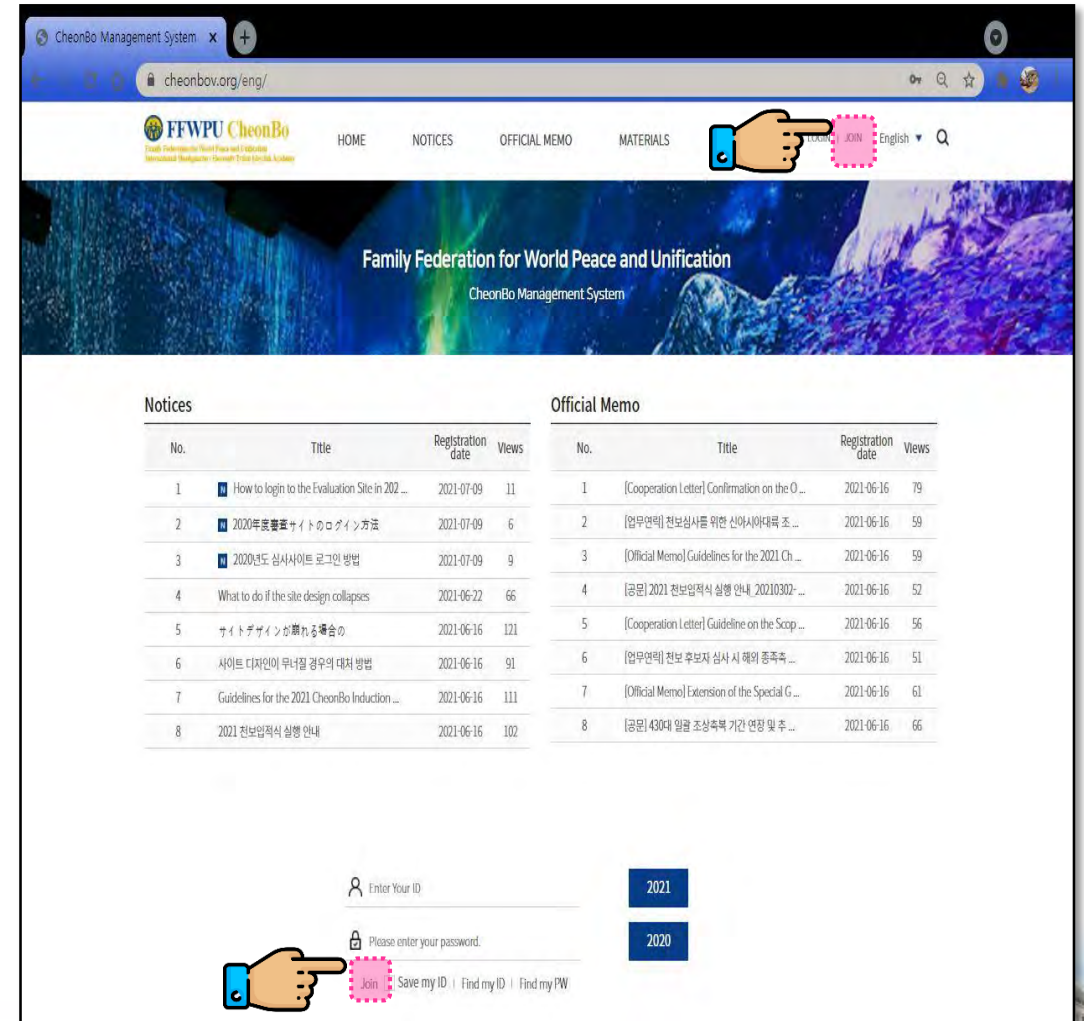 CheonBo Management System
cheonbov.org/eng/
FFWPU CheonBo
HOME NOTICES OFFICIAL MEMO MATERIALS LOGIN | JOIN English
Family Federation for World Peace and Unification
CheonBo Management System
Notices
No. Title Registration date Views
1 N How to login to the Evaluation Site in 202 ... 2021-07-09 11
2 N 2020年度審査サイトのログイン方法 2021-07-09 6
3 N 2020년도 심사사이트 로그인 방법 2021-07-09 9
4 What to do if the site design collapses 2021-06-22 66
5 サイトデザインが崩れる場合の 2021-06-16 121
6 사이트 디자인이 무너질 경우의 대처 방법 2021-06-16 91
7 Guidelines for the 2021 CheonBo Induction ... 2021-06-16 111
8 2021 천보입적식 실행 안내 2021-06-16 102
Official Memo
No. Title Registration date Views
1 [Cooperation Letter] Confirmation on the O ... 2021-06-16 79
2 [업무연락] 천보심사를 위한 신아시아대륙 조 ... 2021-06-16 59
3 [Official Memo] Guidelines for the 2021 Ch ... 2021-06-16 59
4 [공문] 2021 천보입적식 실행 안내_20210302- ... 2021-06-16 52
5 [Cooperation Letter] Guideline on the Scop ... 2021-06-16 56
6 [업무연락] 천보 후보자 심사 시 해외 종족축 ... 2021-06-16 51
7 [Official Memo] Extension of the Special G ... 2021-06-16 61
8 [공문] 430대 일괄 조상축복 기간 연장 및 추 ... 2021-06-16 66
Enter Your ID
2021
Please enter your password.
2020
Join Save my ID | Find my ID | Find my PW